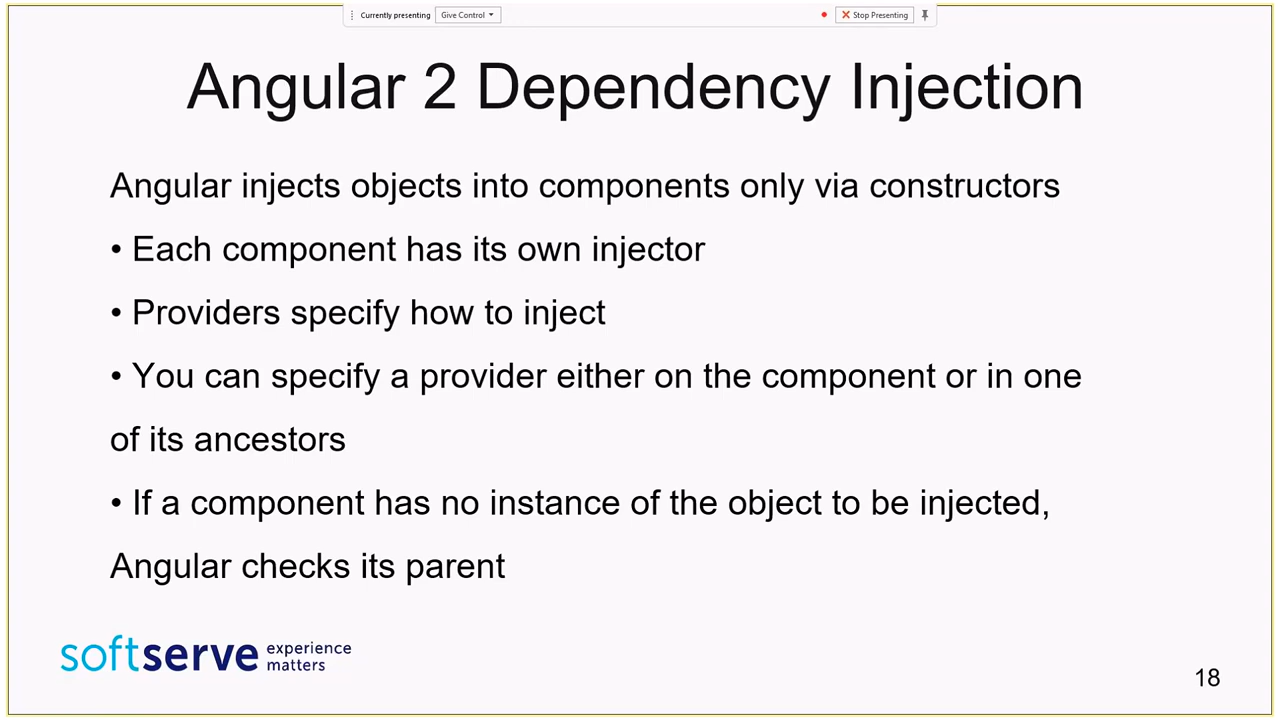 Currently presenting Give Control Stop Presenting
Angular 2 Dependency Injection
Angular injects objects into components only via constructors
• Each component has its own injector
• Providers specify how to inject
• You can specify a provider either on the component or in one
of its ancestors
• If a component has no instance of the object to be injected,
Angular checks its parent
softserve experience
matters
18